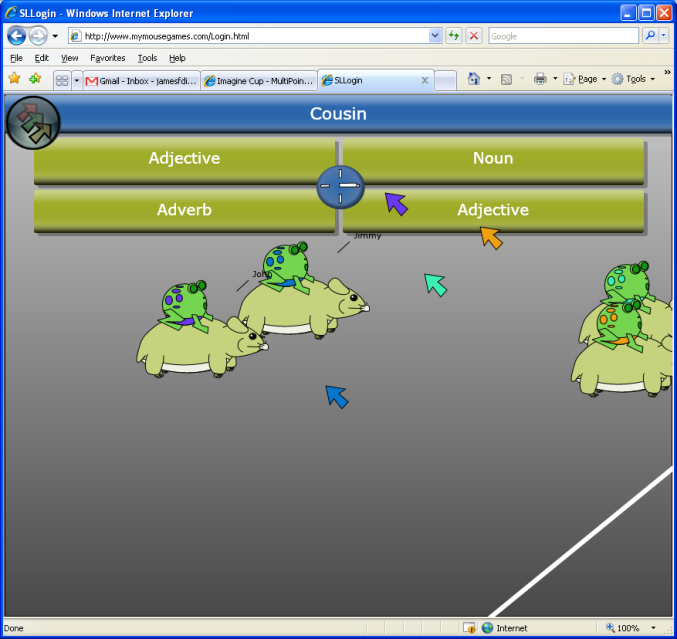 SLLogin - Windows Internet Explorer
http://www.mymousegames.com/Login.html
Google
File Edit View Favorites Tools Help
Gmail - Inbox - jamesfdi... Imagine Cup - MultiPoin... SLLogin
Page Tools
Cousin
Adjective Noun
Adverb Adjective
Jimmy
John
Done Internet 100%